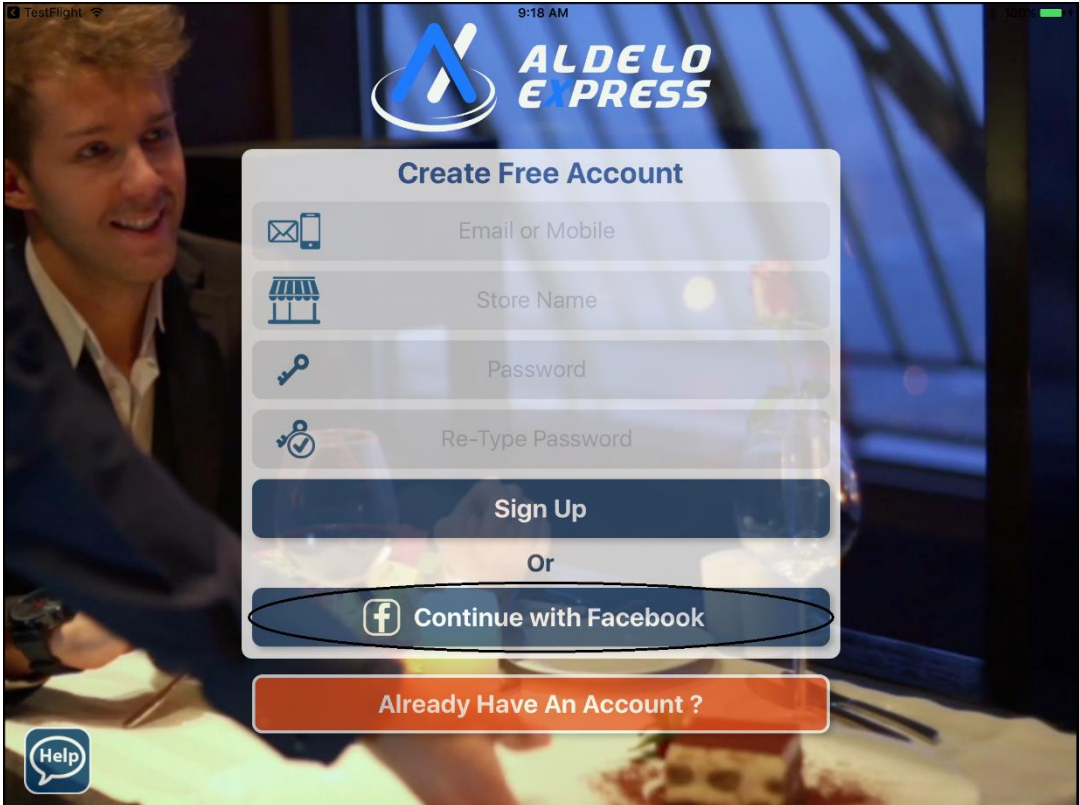 TestFlight
9:18 AM
100%
ALDELO
EXPRESS
Create Free Account
Email or Mobile
Store Name
Password
Re-Type Password
Sign Up
Or
Continue with Facebook
Already Have An Account ?
Help